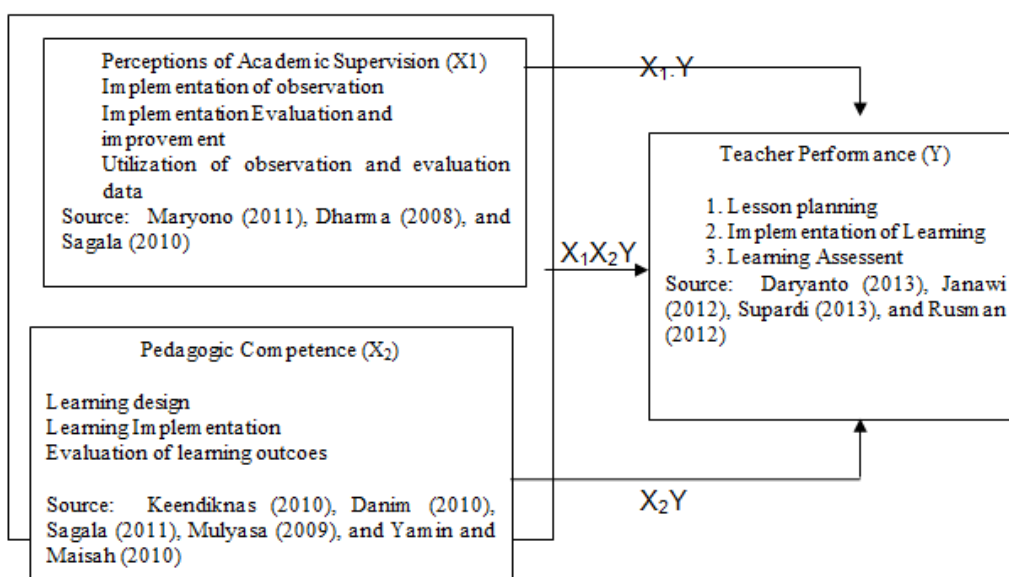 Perceptions of Academic Supervision (X1)
Implementation of observation
Implementation Evaluation and
improvement
Utilization of observation and evaluation
data
Source: Maryono (2011), Dharma (2008), and
Sagala (2010)
X₁.Y
X₁X₂Y
Teacher Performance (Y)
1. Lesson planning
2. Implementation of Learning
3. Learning Assessent
Source: Daryanto (2013), Janawi
(2012), Supardi (2013), and Rusman
(2012)
Pedagogic Competence (X₂)
Learning design
Learning Implementation
Evaluation of learning outcoes
Source: Keendiknas (2010), Danim (2010),
Sagala (2011), Mulyasa (2009), and Yamin and
Maisah (2010)
X₂Y